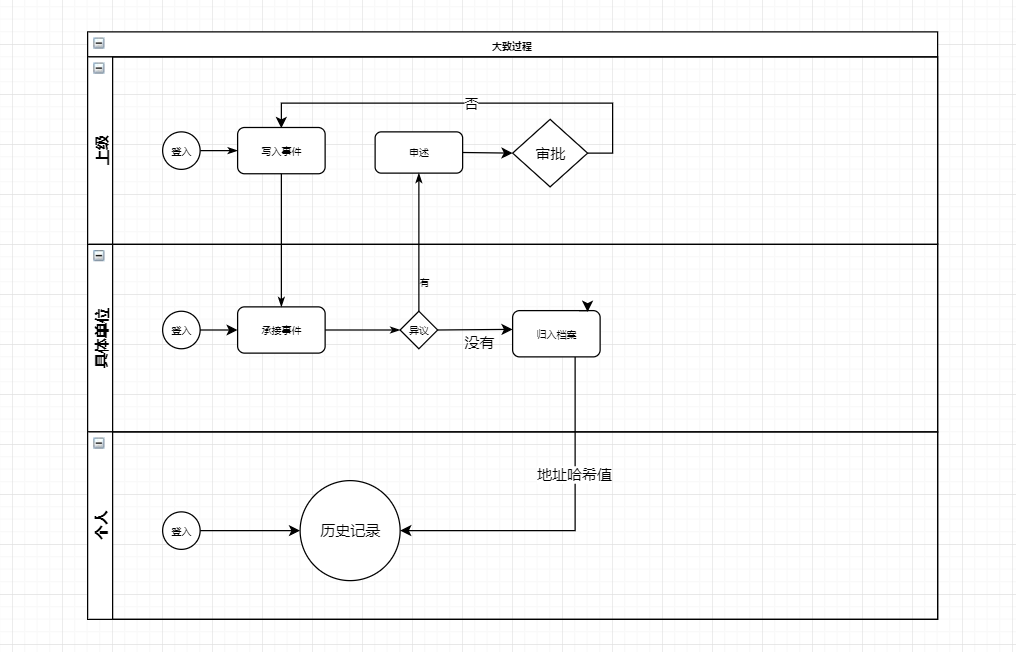 大致过程
上级
登入
写入事件
申述
审批
否
具体单位
登入
承接事件
异议
有
没有
归入档案
个人
登入
历史记录
地址哈希值